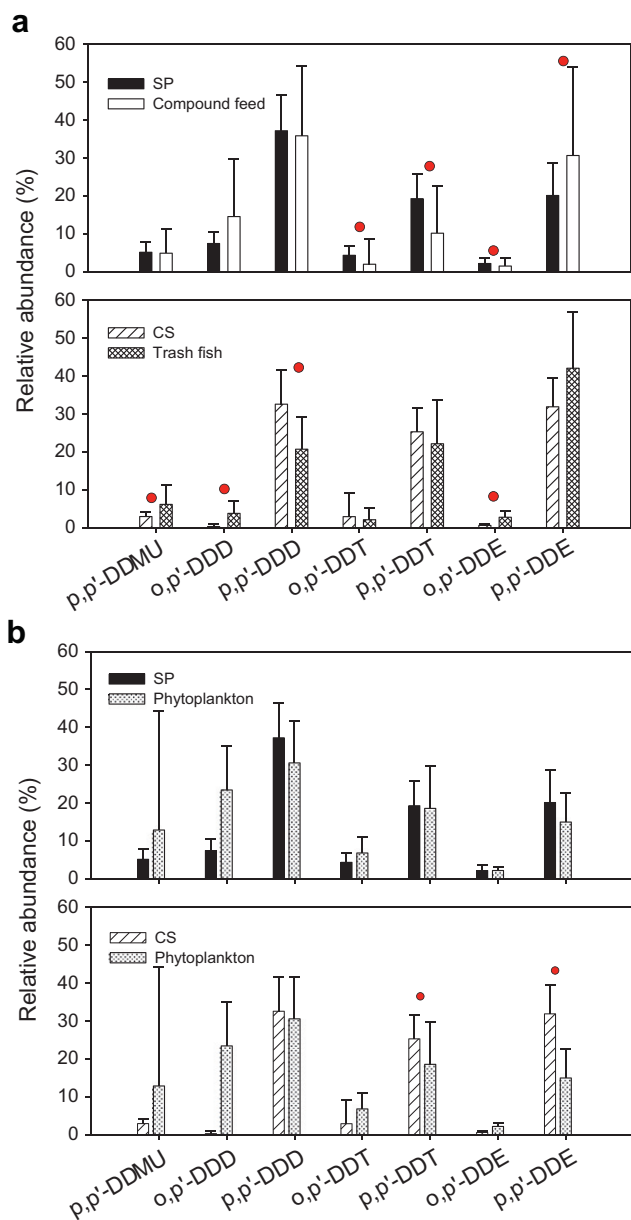 a
60
50
40
30
20
10
0
SP
Compound feed
60
50
40
30
20
10
0
CS
Trash fish
Relative abundance (%)
p,p'-DDMU
o,p'-DDD
p,p'-DDD
o,p'-DDT
p,p'-DDT
o,p'-DDE
p,p'-DDE
b
60
50
40
30
20
10
0
SP
Phytoplankton
60
50
40
30
20
10
0
CS
Phytoplankton
Relative abundance (%)
p,p'-DDMU
o,p'-DDD
p,p'-DDD
o,p'-DDT
p,p'-DDT
o,p'-DDE
p,p'-DDE